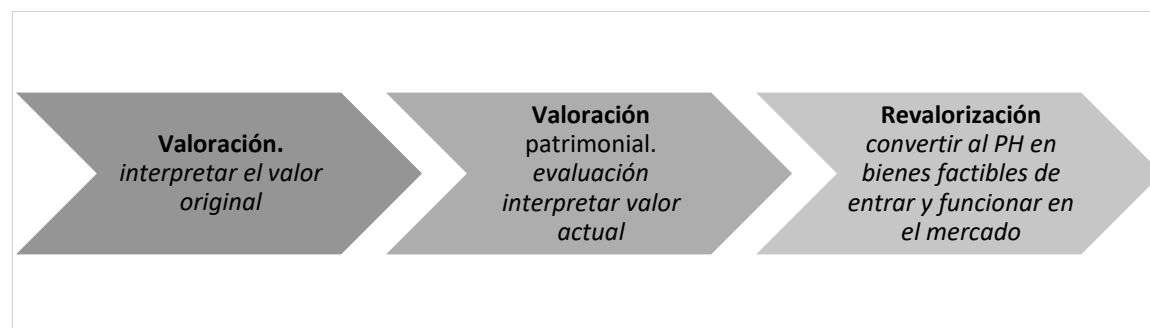 Valoración.
interpretar el valor
original
Valoración
patrimonial.
evaluación
interpretar valor
actual
Revalorización
convertir al PH en
bienes factibles de
entrar y funcionar en
el mercado